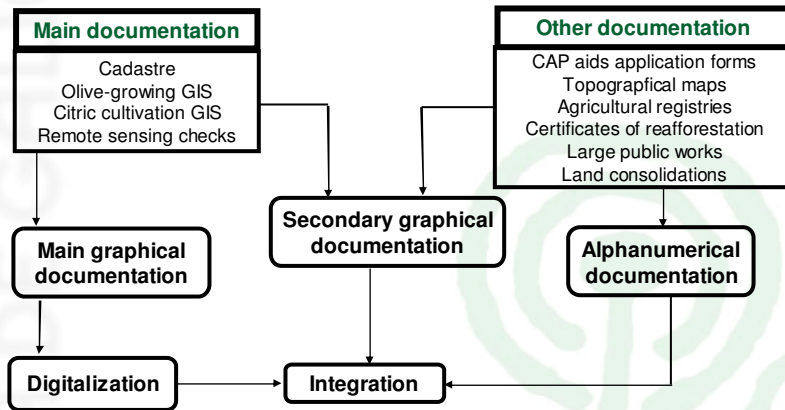 Main documentation
Cadastre
Olive-growing GIS
Citric cultivation GIS
Remote sensing checks
Other documentation
CAP aids application forms
Topograpfical maps
Agricultural registries
Certificates of reafforestation
Large public works
Land consolidations
Main graphical
documentation
Secondary graphical
documentation
Alphanumerical
documentation
Digitalization
Integration